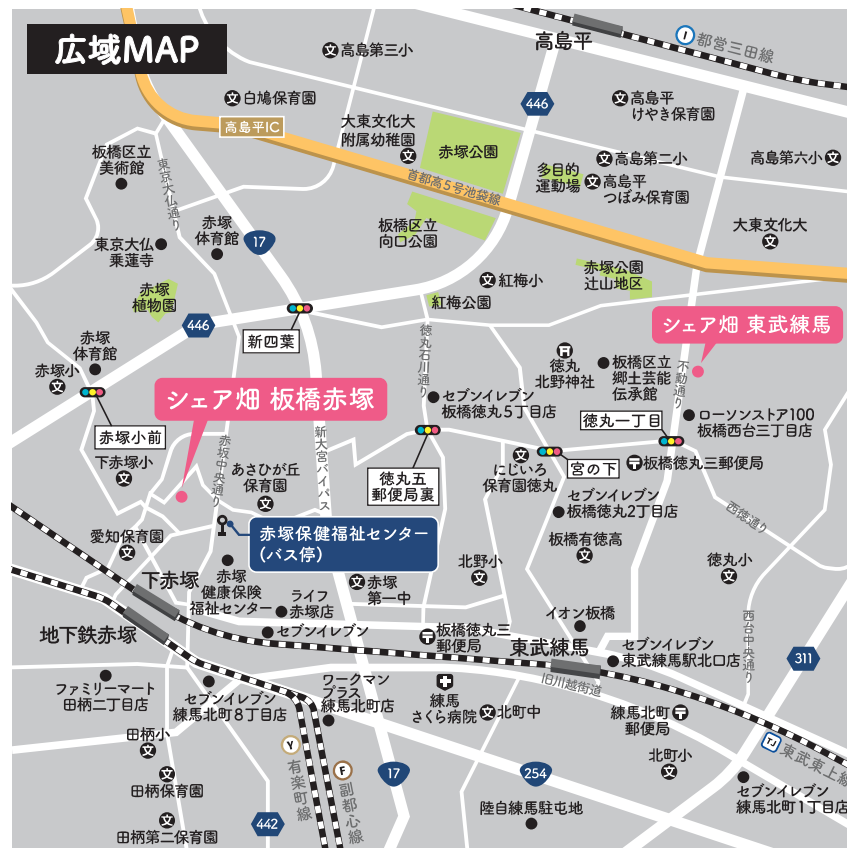 広域MAP
高島平
I
都営三田線
高島第三小
白鳩保育園
446
高島平
けやき保育園
高島平IC
大東文化大
附属幼稚園
赤塚公園
高島第二小
高島第六小
板橋区立
美術館
東京大仏通り
首都高5号池袋線
多目的
運動場
高島平
つぼみ保育園
赤塚
体育館
17
板橋区立
向口公園
大東文化大
東京大仏
乗蓮寺
赤塚
植物園
紅梅小
紅梅公園
赤塚公園
辻山地区
446
新四葉
シェア畑 東武練馬
赤塚
体育館
赤塚小
徳丸石川通り
徳丸
北野神社
板橋区立
郷土芸能
伝承館
不動通り
シェア畑 板橋赤塚
セブンイレブン
板橋徳丸5丁目店
徳丸一丁目
ローソンストア100
板橋西台三丁目店
赤塚小前
下赤塚小
赤坂中央通り
新大宮バイパス
あさひが丘
保育園
徳丸五
郵便局裏
にじいろ
保育園徳丸
宮の下
板橋徳丸三郵便局
セブンイレブン
板橋徳丸2丁目店
西徳通り
愛知保育園
赤塚保健福祉センター
(バス停)
板橋有徳高
下赤塚
赤塚
健康保険
福祉センター
ライフ
赤塚店
赤塚
第一中
北野小
徳丸小
地下鉄赤塚
セブンイレブン
板橋徳丸三
郵便局
イオン板橋
東武練馬
セブンイレブン
東武練馬駅北口店
西台中央通り
311
ファミリーマート
田柄二丁目店
セブンイレブン
練馬北町8丁目店
ワークマン
プラス
練馬北町店
練馬
さくら病院
旧川越街道
北町中
練馬北町
郵便局
田柄小
Y
有楽町線
F
副都心線
17
254
北町小
TJ
東武東上線
田柄保育園
田柄第二保育園
442
陸自練馬駐屯地
セブンイレブン
練馬北町1丁目店